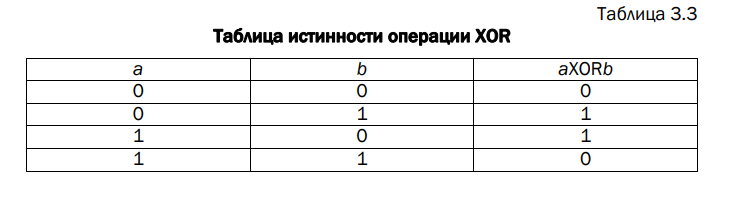 Таблица 3.3
Таблица истинности операции XOR
a b aXORb
0 0 0
0 1 1
1 0 1
1 1 0